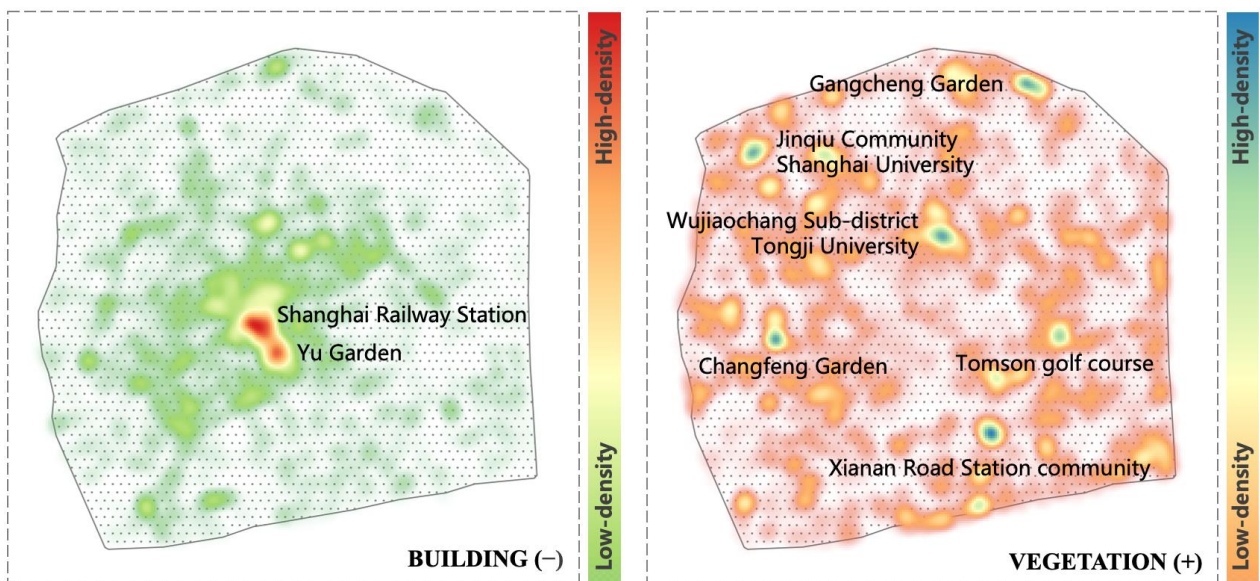 High-density
Low-density
Shanghai Railway Station
Yu Garden
BUILDING (−)
Gangcheng Garden
Jinqiu Community
Shanghai University
Wujiaochang Sub-district
Tongji University
Changfeng Garden
Tomson golf course
Xianan Road Station community
VEGETATION (+)
High-density
Low-density